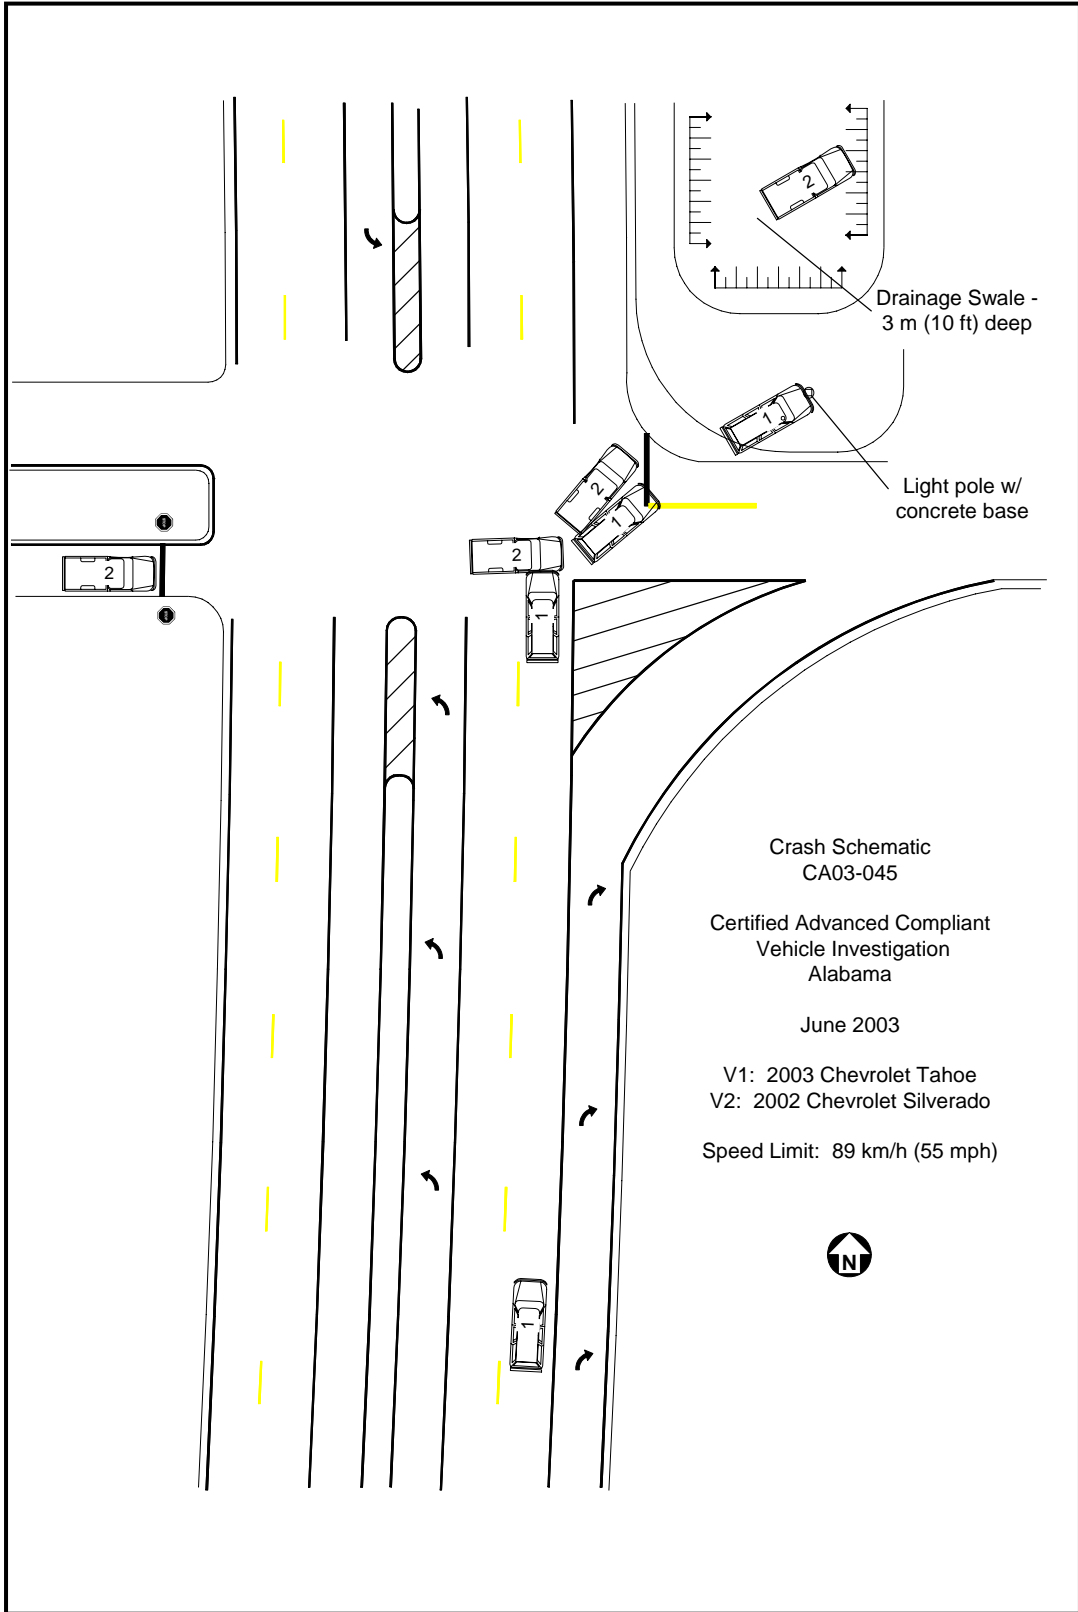 2
Drainage Swale -
3 m (10 ft) deep
1
Light pole w/
concrete base
2
1
2
2
1
Crash Schematic
CA03-045
Certified Advanced Compliant
Vehicle Investigation
Alabama
June 2003
V1: 2003 Chevrolet Tahoe
V2: 2002 Chevrolet Silverado
Speed Limit: 89 km/h (55 mph)
N
1